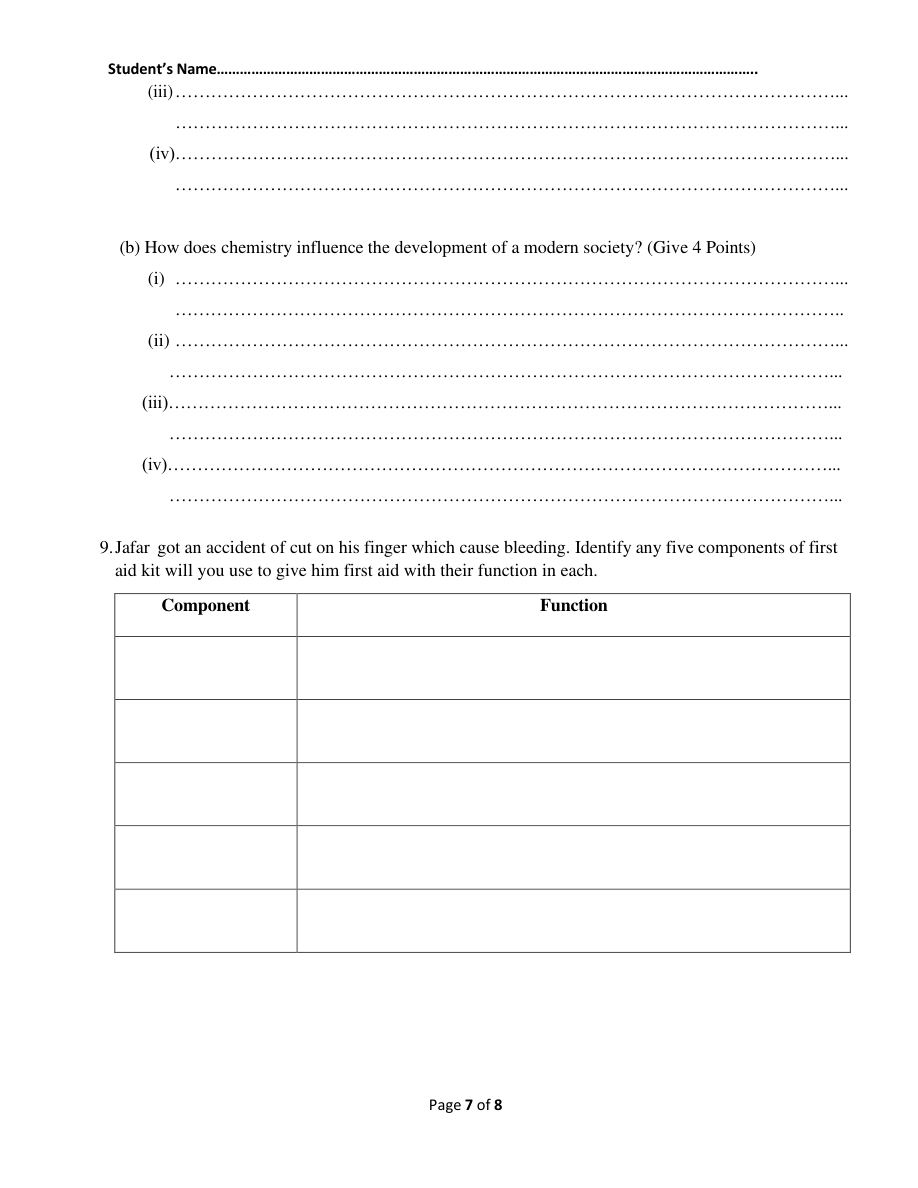 Student's Name……………………………………………………………………………………………………………………………..
(iii)……………………………………………………………………………………………………...
……………………………………………………………………………………………………...
(iv)……………………………………………………………………………………………………...
……………………………………………………………………………………………………...
(b) How does chemistry influence the development of a modern society? (Give 4 Points)
(i) ……………………………………………………………………………………………………...
……………………………………………………………………………………………………..
(ii) ……………………………………………………………………………………………………...
……………………………………………………………………………………………………...
(iii)……………………………………………………………………………………………………...
……………………………………………………………………………………………………...
(iv)……………………………………………………………………………………………………...
……………………………………………………………………………………………………...
9. Jafar got an accident of cut on his finger which cause bleeding. Identify any five components of first
aid kit will you use to give him first aid with their function in each.
Component Function
Page 7 of 8